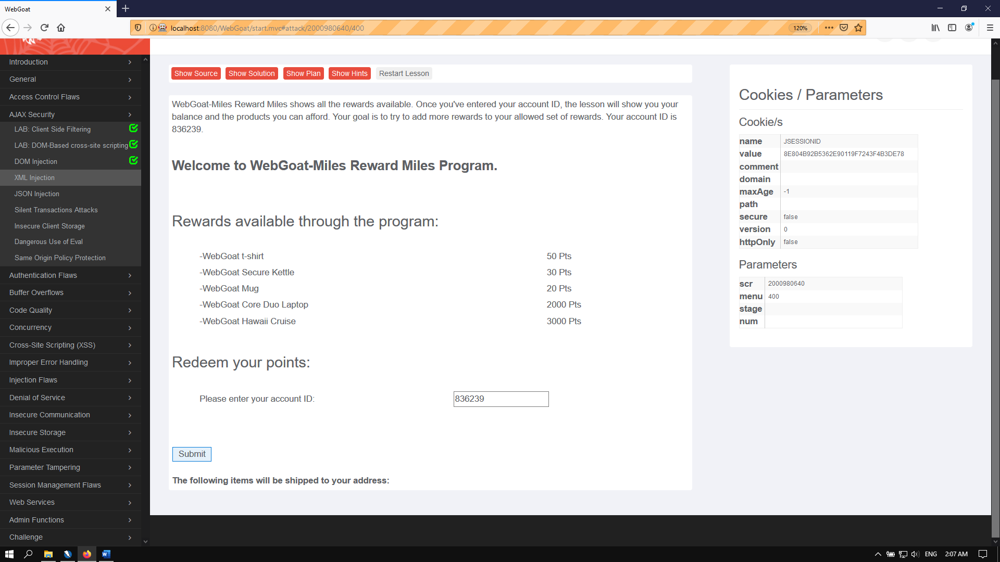 WebGoat
localhost:8080/WebGoat/start.mvc#attack/2000980640/400
120%
Introduction
General
Access Control Flaws
AJAX Security
LAB: Client Side Filtering
LAB: DOM-Based cross-site scripting
DOM Injection
XML Injection
JSON Injection
Silent Transactions Attacks
Insecure Client Storage
Dangerous Use of Eval
Same Origin Policy Protection
Authentication Flaws
Buffer Overflows
Code Quality
Concurrency
Cross-Site Scripting (XSS)
Improper Error Handling
Injection Flaws
Denial of Service
Insecure Communication
Insecure Storage
Malicious Execution
Parameter Tampering
Session Management Flaws
Web Services
Admin Functions
Challenge
Show Source Show Solution Show Plan Show Hints Restart Lesson
WebGoat-Miles Reward Miles shows all the rewards available. Once you've entered your account ID, the lesson will show you your
balance and the products you can afford. Your goal is to try to add more rewards to your allowed set of rewards. Your account ID is
836239.
Welcome to WebGoat-Miles Reward Miles Program.
Rewards available through the program:
-WebGoat t-shirt 50 Pts
-WebGoat Secure Kettle 30 Pts
-WebGoat Mug 20 Pts
-WebGoat Core Duo Laptop 2000 Pts
-WebGoat Hawaii Cruise 3000 Pts
Redeem your points:
Please enter your account ID: 836239
Submit
The following items will be shipped to your address:
Cookies / Parameters
Cookie/s
name JSESSIONID
value 8E804B92B5362E90119F7243F4B3DE78
comment
domain
maxAge -1
path
secure false
version 0
httpOnly false
Parameters
scr 2000980640
menu 400
stage
num
W
ENG
2:07 AM